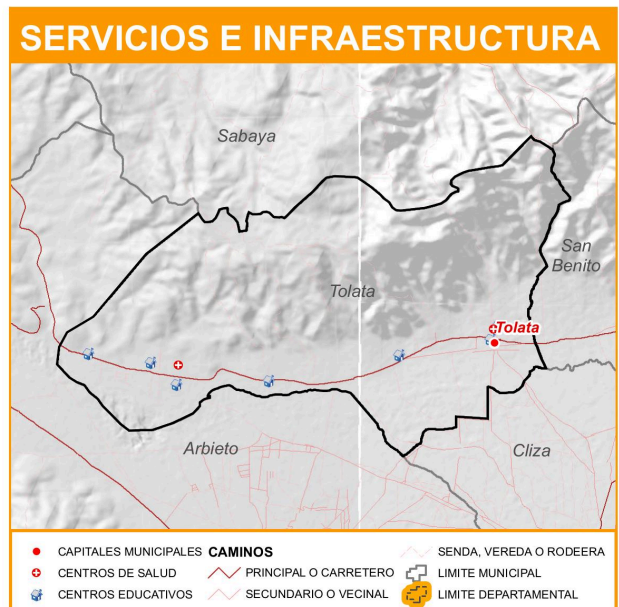 SERVICIOS E INFRAESTRUCTURA
Sabaya
San
Benito
Tolata
Tolata
Arbieto
Cliza
CAPITALES MUNICIPALES
CENTROS DE SALUD
CENTROS EDUCATIVOS
CAMINOS
PRINCIPAL O CARRETERO
SECUNDARIO O VECINAL
SENDA, VEREDA O RODEERA
LIMITE MUNICIPAL
LIMITE DEPARTAMENTAL